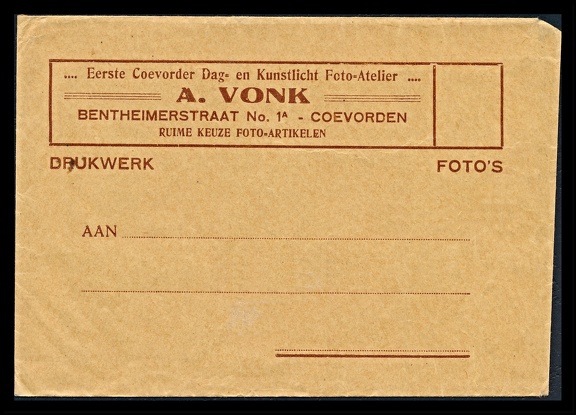 .... Eerste Coevorder Dag- en Kunstlicht Foto-Atelier ....
A. VONK
BENTHEIMERSTRAAT No. 1ᴬ - COEVORDEN
RUIME KEUZE FOTO-ARTIKELEN
DRUKWERK FOTO'S
AAN